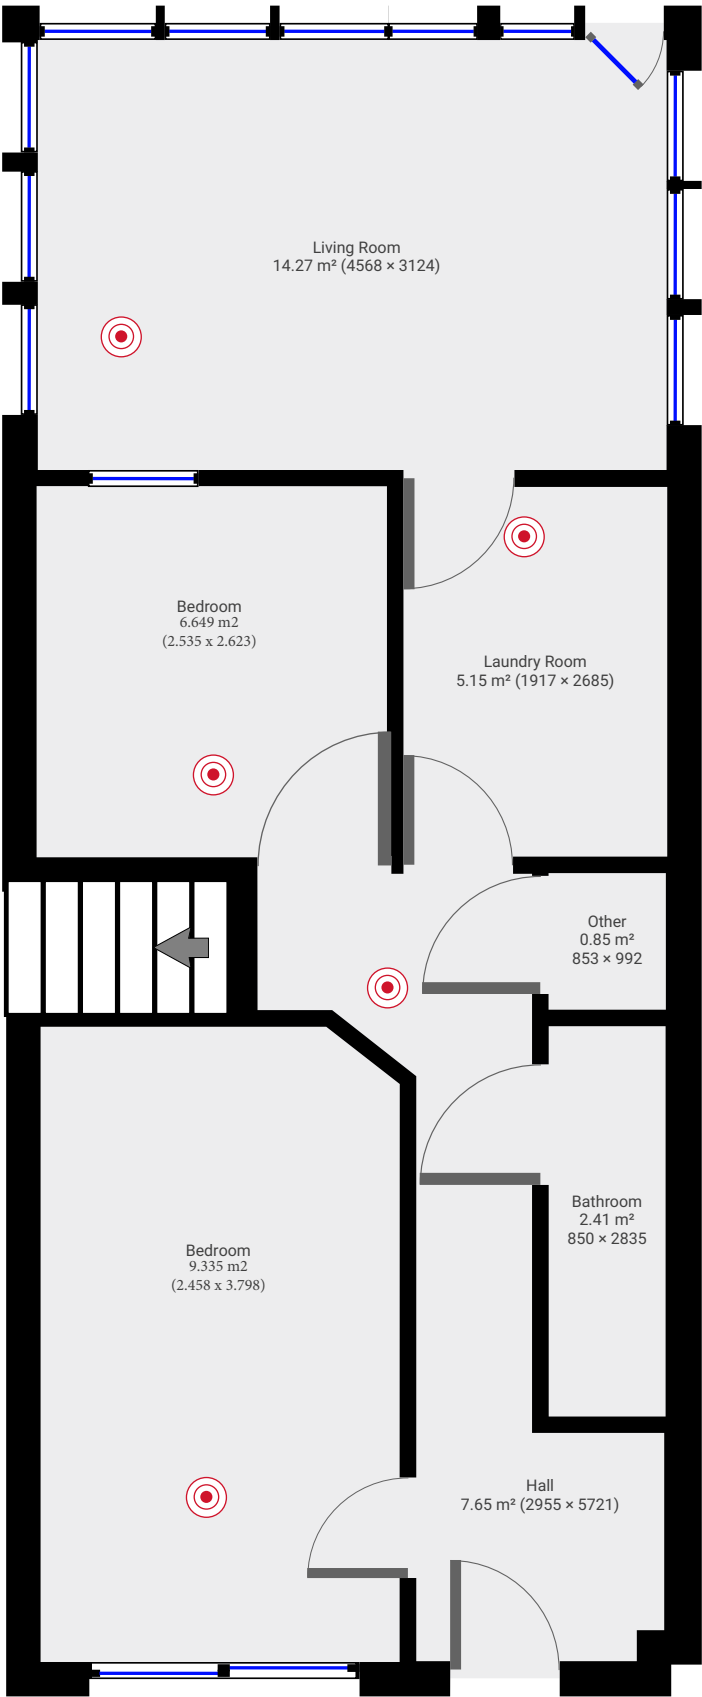 Living Room
14.27 m² (4568 × 3124)
Bedroom
6.649 m2
(2.535 x 2.623)
Laundry Room
5.15 m² (1917 × 2685)
Other
0.85 m²
853 × 992
Bathroom
2.41 m²
850 × 2835
Bedroom
9.335 m2
(2.458 x 3.798)
Hall
7.65 m² (2955 × 5721)